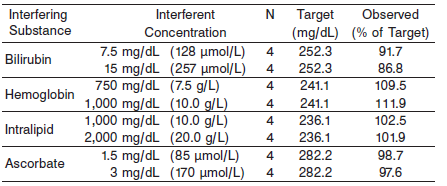 Interfering Interferent N Target Observed
Substance Concentration (mg/dL) (% of Target)
Bilirubin 7.5 mg/dL (128 µmol/L) 4 252.3 91.7
15 mg/dL (257 µmol/L) 4 252.3 86.8
Hemoglobin 750 mg/dL (7.5 g/L) 4 241.1 109.5
1,000 mg/dL (10.0 g/L) 4 241.1 111.9
Intralipid 1,000 mg/dL (10.0 g/L) 4 236.1 102.5
2,000 mg/dL (20.0 g/L) 4 236.1 101.9
Ascorbate 1.5 mg/dL (85 µmol/L) 4 282.2 98.7
3 mg/dL (170 µmol/L) 4 282.2 97.6